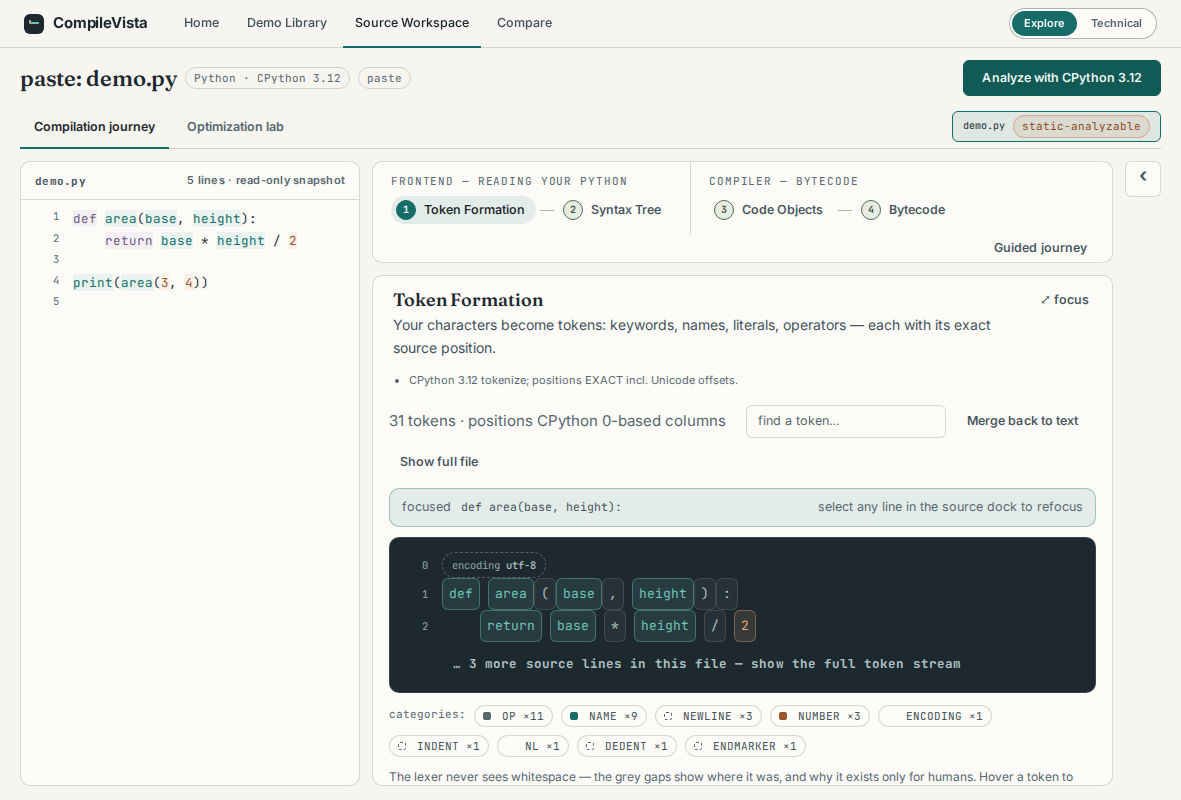 CompileVista Home Demo Library Source Workspace Compare Explore Technical
paste: demo.py Python · CPython 3.12 paste Analyze with CPython 3.12
Compilation journey Optimization lab demo.py static-analyzable
demo.py 5 lines · read-only snapshot
1 def area(base, height):
2 return base * height / 2
3
4 print(area(3, 4))
5
FRONTEND — READING YOUR PYTHON
1 Token Formation — 2 Syntax Tree
COMPILER — BYTECODE
3 Code Objects — 4 Bytecode
Guided journey
Token Formation ⤢ focus
Your characters become tokens: keywords, names, literals, operators — each with its exact
source position.
• CPython 3.12 tokenize; positions EXACT incl. Unicode offsets.
31 tokens · positions CPython 0-based columns find a token... Merge back to text
Show full file
focused def area(base, height): select any line in the source dock to refocus
0 encoding utf-8
1 def area ( base , height ) :
2 return base * height / 2
… 3 more source lines in this file — show the full token stream
categories: OP ×11 NAME ×9 NEWLINE ×3 NUMBER ×3 ENCODING ×1
INDENT ×1 NL ×1 DEDENT ×1 ENDMARKER ×1
The lexer never sees whitespace — the grey gaps show where it was, and why it exists only for humans. Hover a token to